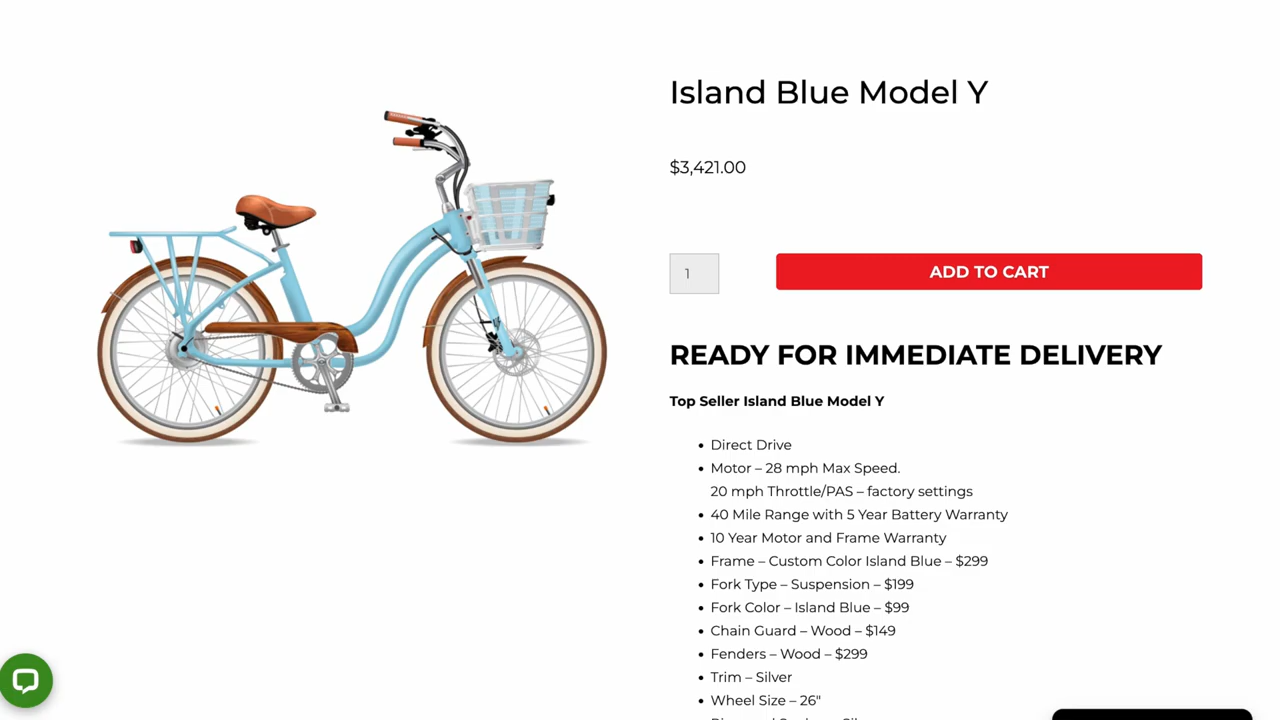 Island Blue Model Y
$3,421.00
1
ADD TO CART
READY FOR IMMEDIATE DELIVERY
Top Seller Island Blue Model Y
• Direct Drive
• Motor – 28 mph Max Speed.
20 mph Throttle/PAS – factory settings
• 40 Mile Range with 5 Year Battery Warranty
• 10 Year Motor and Frame Warranty
• Frame – Custom Color Island Blue – $299
• Fork Type – Suspension – $199
• Fork Color – Island Blue – $99
• Chain Guard – Wood – $149
• Fenders – Wood – $299
• Trim – Silver
• Wheel Size – 26"